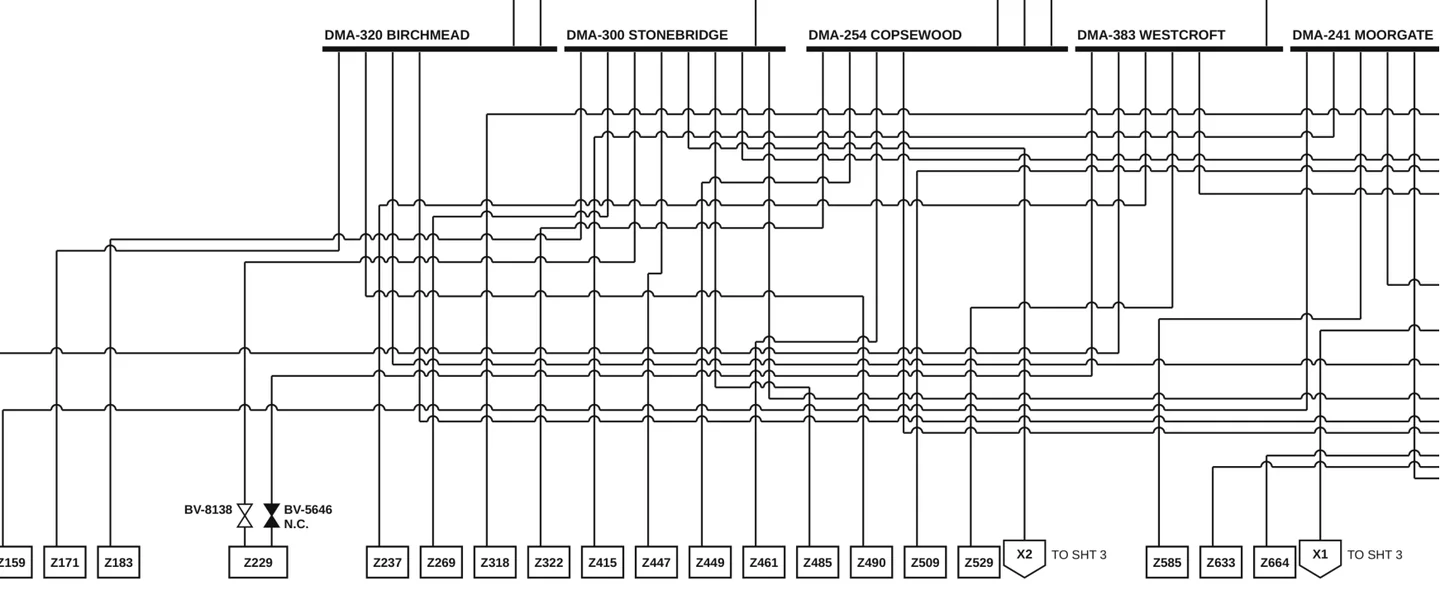 DMA-320 BIRCHMEAD
DMA-300 STONEBRIDGE
DMA-254 COPSEWOOD
DMA-383 WESTCROFT
DMA-241 MOORGATE
BV-8138
BV-5646
N.C.
Z159
Z171
Z183
Z229
Z237
Z269
Z318
Z322
Z415
Z447
Z449
Z461
Z485
Z490
Z509
Z529
X2
TO SHT 3
Z585
Z633
Z664
X1
TO SHT 3